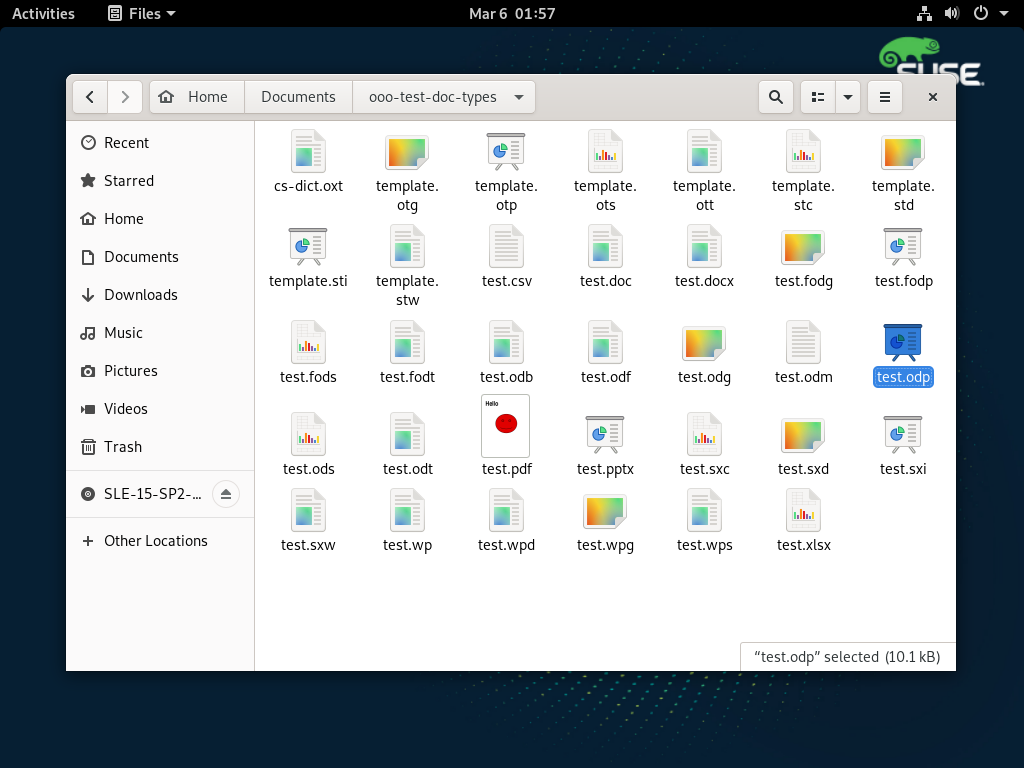 Activities
Files
Mar 6 01:57
SUSE
Home
Documents
ooo-test-doc-types
Recent
Starred
Home
Documents
Downloads
Music
Pictures
Videos
Trash
SLE-15-SP2-…
Other Locations
cs-dict.oxt
template.
otg
template.
otp
template.
ots
template.
ott
template.
stc
template.
std
template.sti
template.
stw
test.csv
test.doc
test.docx
test.fodg
test.fodp
test.fods
test.fodt
test.odb
test.odf
test.odg
test.odm
test.odp
test.ods
test.odt
Hello
test.pdf
test.pptx
test.sxc
test.sxd
test.sxi
test.sxw
test.wp
test.wpd
test.wpg
test.wps
test.xlsx
“test.odp” selected (10.1 kB)